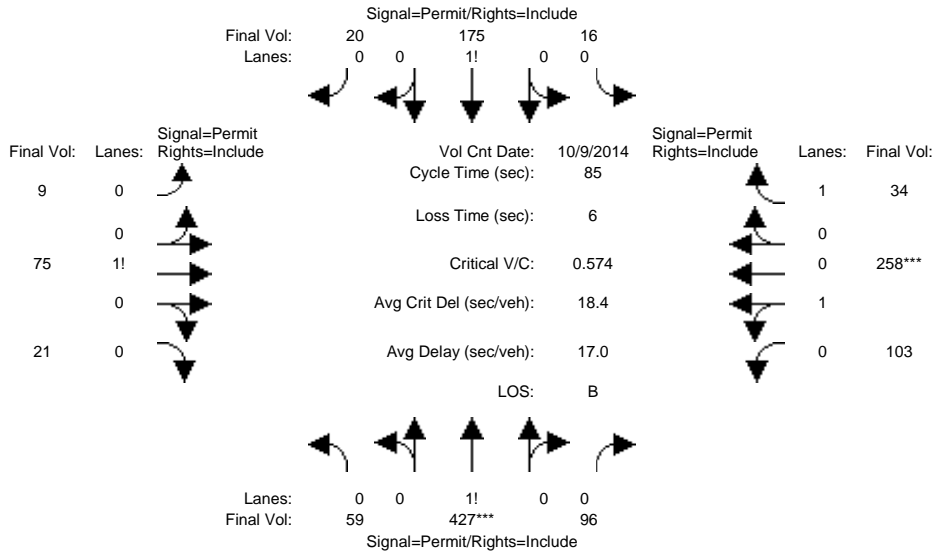 Signal=Permit/Rights=Include
Final Vol: 20 175 16
Lanes: 0 0 1! 0 0
Signal=Permit Signal=Permit
Final Vol: Lanes: Rights=Include Vol Cnt Date: 10/9/2014 Rights=Include Lanes: Final Vol:
Cycle Time (sec): 85
9 0 1 34
Loss Time (sec): 6
0 0
75 1! Critical V/C: 0.574 0 258***
0 Avg Crit Del (sec/veh): 18.4 1
21 0 Avg Delay (sec/veh): 17.0 0 103
LOS: B
Lanes: 0 0 1! 0 0
Final Vol: 59 427*** 96
Signal=Permit/Rights=Include